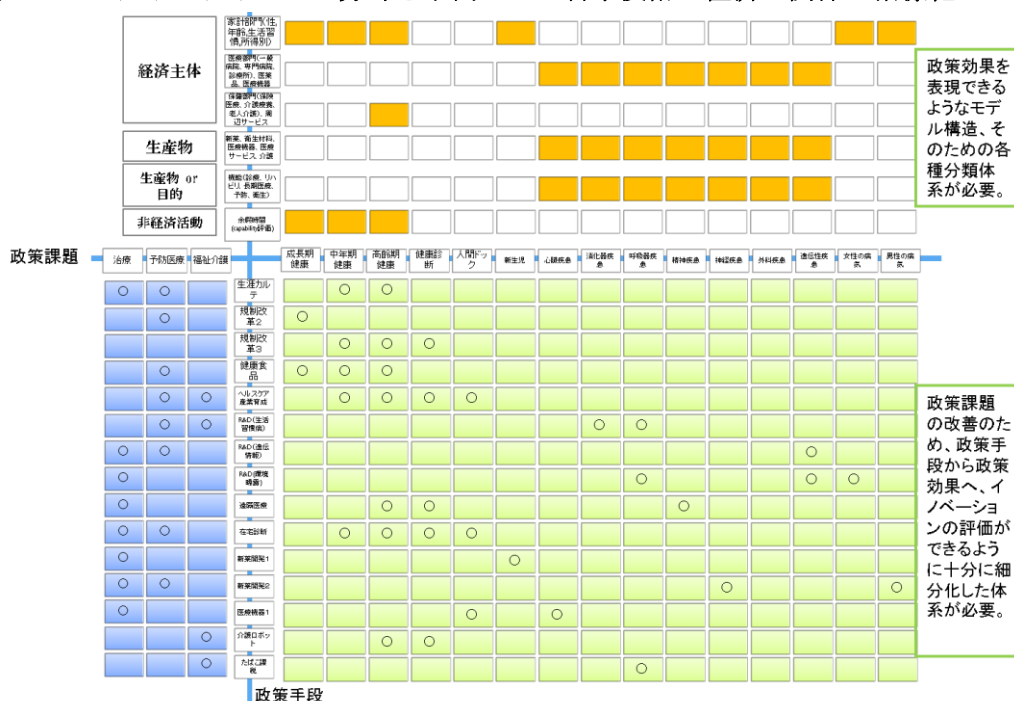 経済主体
家計部門(性,
年齢,生活習
慣,所得別)
医療部門(一般
病院, 専門病院,
診療所)、医薬
品、医療機器
保健部門(保険
医療、介護療養,
老人介護)、周
辺サービス
生産物
新薬、衛生材料,
医療機器、医療
サービス、介護
生産物 or
目的
機能(診療、リハ
ビリ、長期医療,
予防、衛生)
非経済活動
余暇時間
(capability評価)
政策効果を
表現できる
ようなモデ
ル構造、そ
のための各
種分類体
系が必要。
政策課題
治療
予防医療
福祉介護
成長期
健康
中年期
健康
高齢期
健康
健康診
断
人間ドッ
ク
新生児
心臓疾患
消化器疾
患
呼吸器疾
患
精神疾患
神経疾患
外科疾患
遺伝性疾
患
女性の病
気
男性の病
気
生涯カル
テ
○ ○ ○ ○
規制改
革2
○ ○
規制改
革3
○ ○ ○
健康食
品
○ ○ ○ ○
ヘルスケア
産業育成
○ ○ ○ ○ ○ ○
R&D(生活
習慣病)
○ ○ ○ ○
R&D(遺伝
情報)
○ ○ ○
R&D(環境
曝露)
○ ○ ○ ○
遠隔医療
○ ○ ○ ○
在宅診断
○ ○ ○ ○ ○ ○
新薬開発1
○ ○
新薬開発2
○ ○ ○ ○
医療機器1
○ ○ ○
介護ロボッ
ト
○ ○ ○
たばこ課
税
○ ○
政策手段
政策課題
の改善のた
め、政策手
段から政策
効果へ、イ
ノベーショ
ンの評価が
できるよう
に十分に細
分化した体
系が必要。